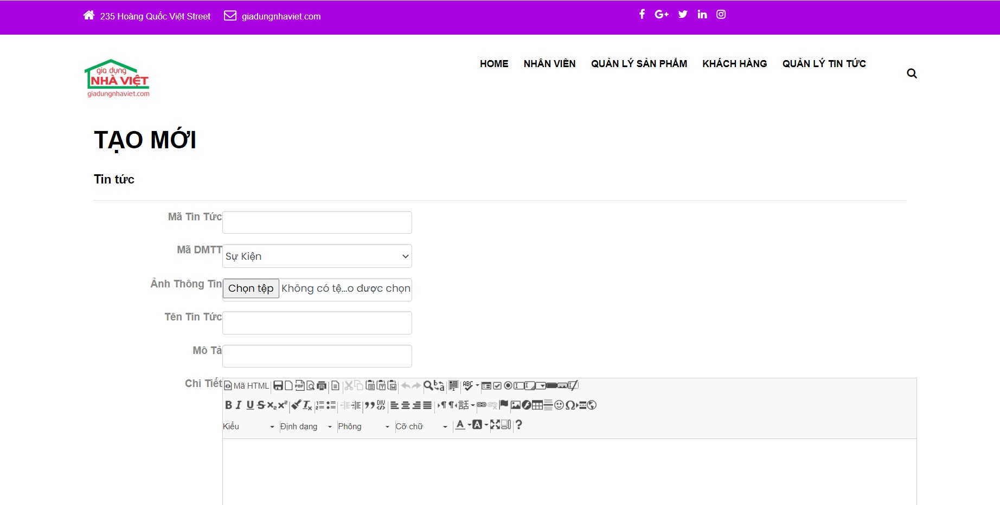 235 Hoàng Quốc Việt Street giadungnhaviet.com
gia dụng
NHÀ VIỆT
giadungnhaviet.com
HOME NHÂN VIÊN QUẢN LÝ SẢN PHẨM KHÁCH HÀNG QUẢN LÝ TIN TỨC
TẠO MỚI
Tin tức
Mã Tin Tức
Mã DMTT Sự Kiện
Ảnh Thông Tin Chọn tệp Không có tệ...o được chọn
Tên Tin Tức
Mô Tả
Chi Tiết Mã HTML
Kiểu Định dạng Phông Cỡ chữ